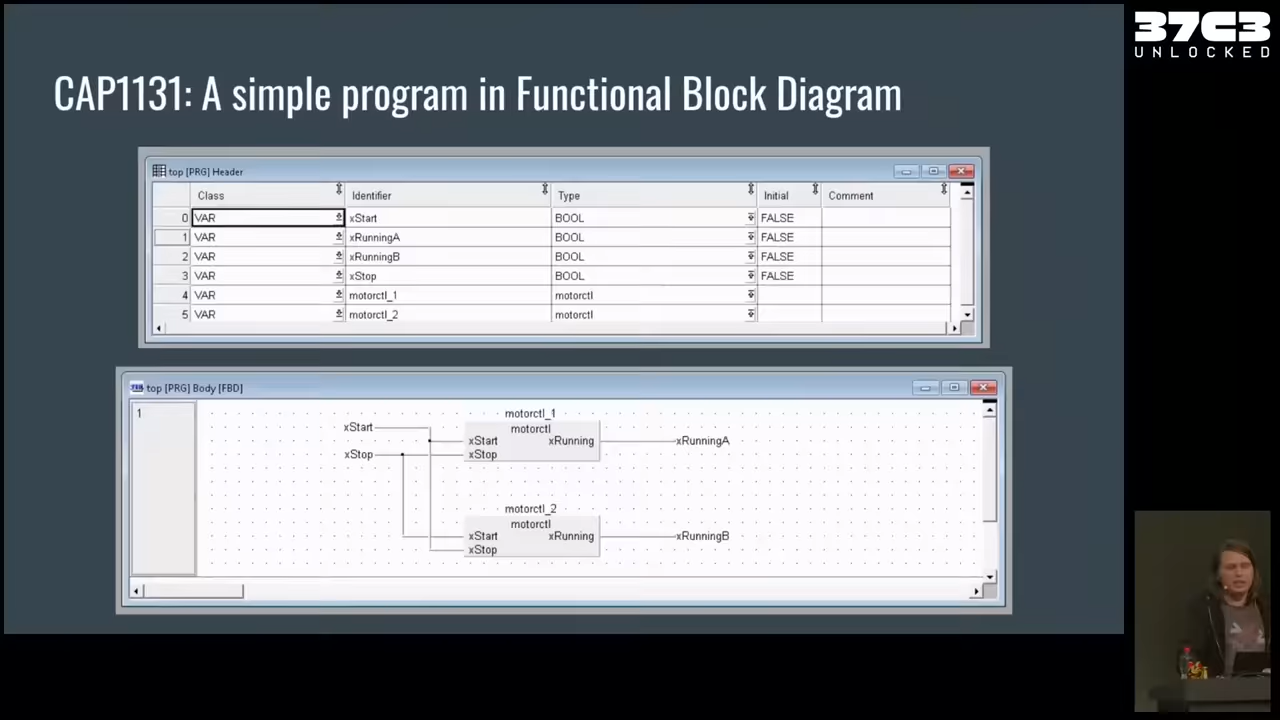 37C3
UNLOCKED
CAP1131: A simple program in Functional Block Diagram
top [PRG] Header
Class Identifier Type Initial Comment
0 VAR xStart BOOL FALSE
1 VAR xRunningA BOOL FALSE
2 VAR xRunningB BOOL FALSE
3 VAR xStop BOOL FALSE
4 VAR motorctl_1 motorctl
5 VAR motorctl_2 motorctl
top [PRG] Body [FBD]
1
motorctl_1
xStart motorctl
xStart xRunning xRunningA
xStop xStop
motorctl_2
motorctl
xStart xRunning xRunningB
xStop